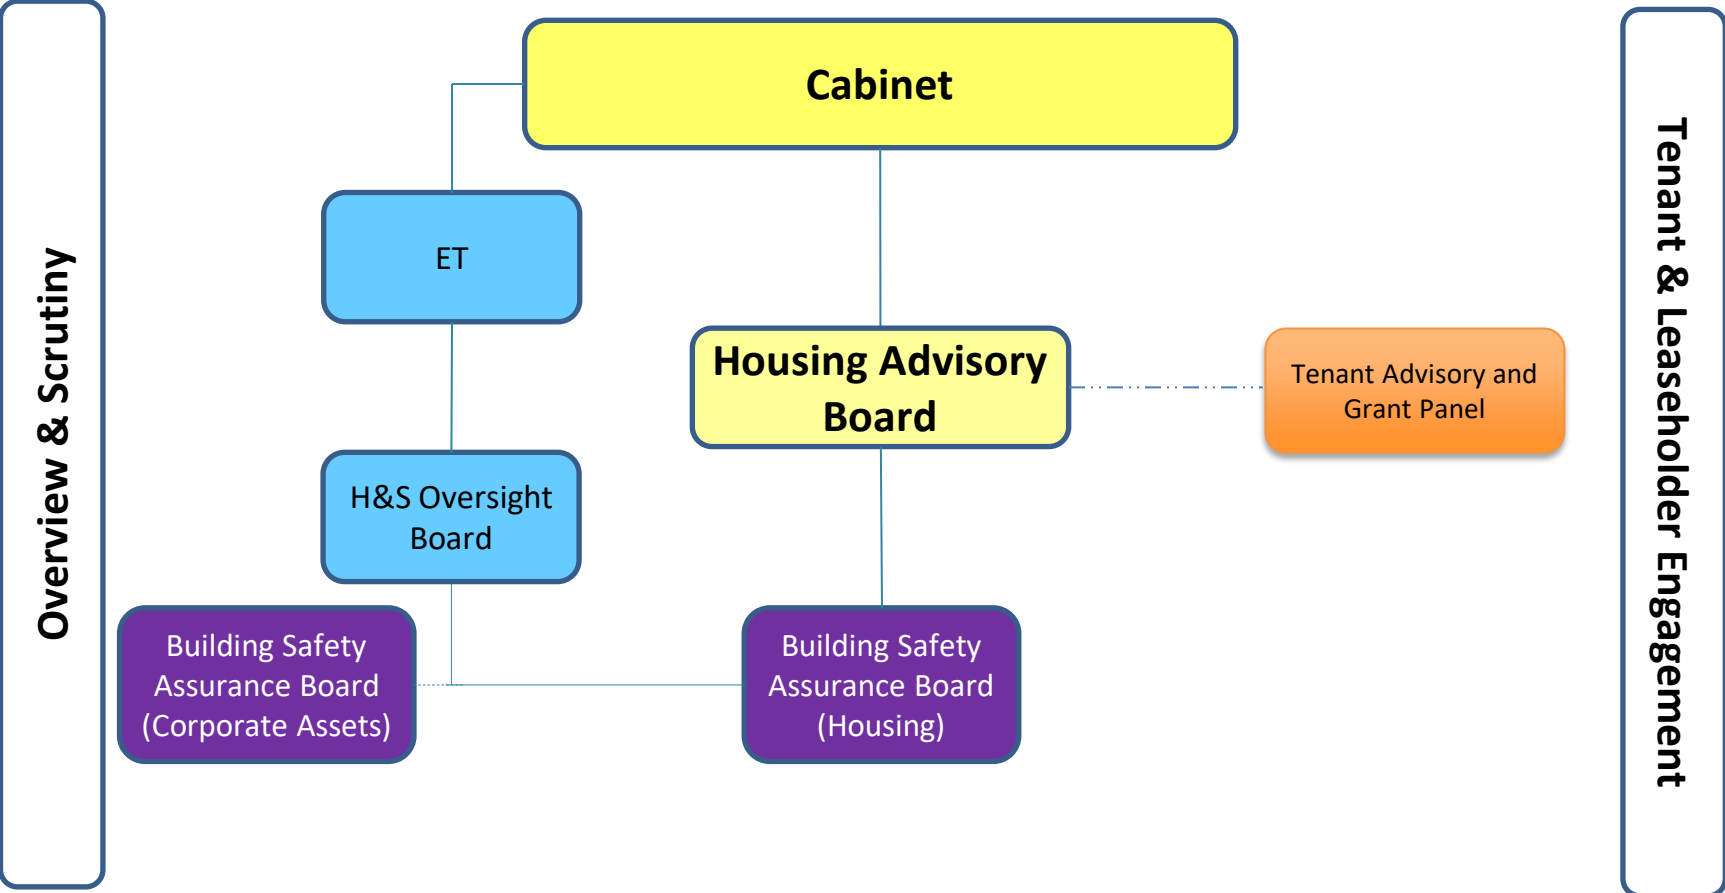 Overview & Scrutiny
Cabinet
ET
Housing Advisory
Board
Tenant Advisory and
Grant Panel
H&S Oversight
Board
Building Safety
Assurance Board
(Corporate Assets)
Building Safety
Assurance Board
(Housing)
Tenant & Leaseholder Engagement